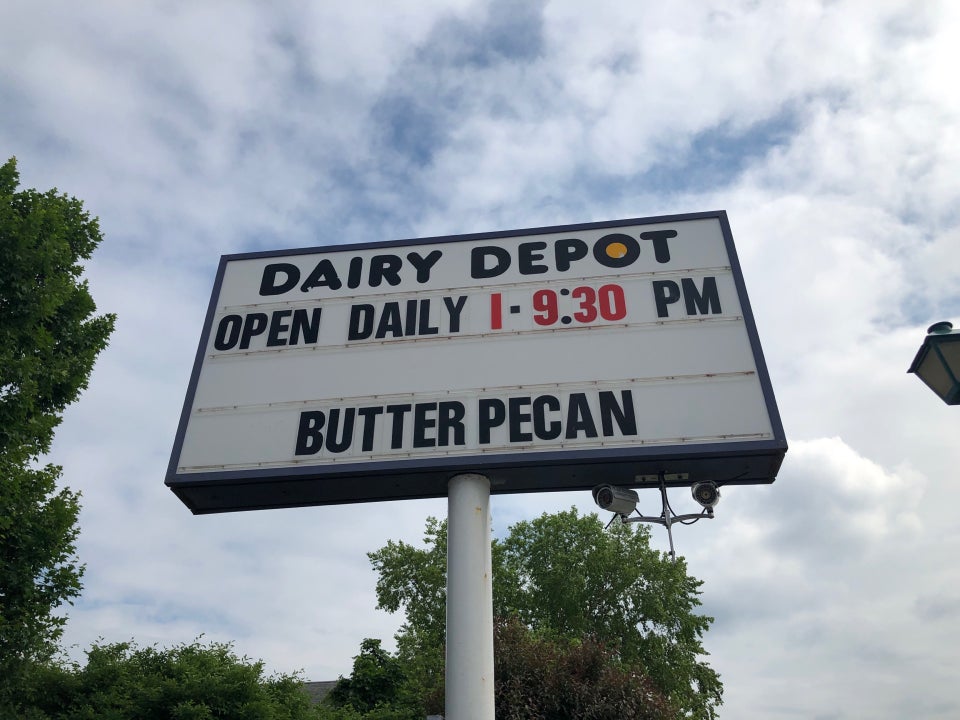 DAIRY DEPOT
OPEN DAILY 1-9:30 PM
BUTTER PECAN